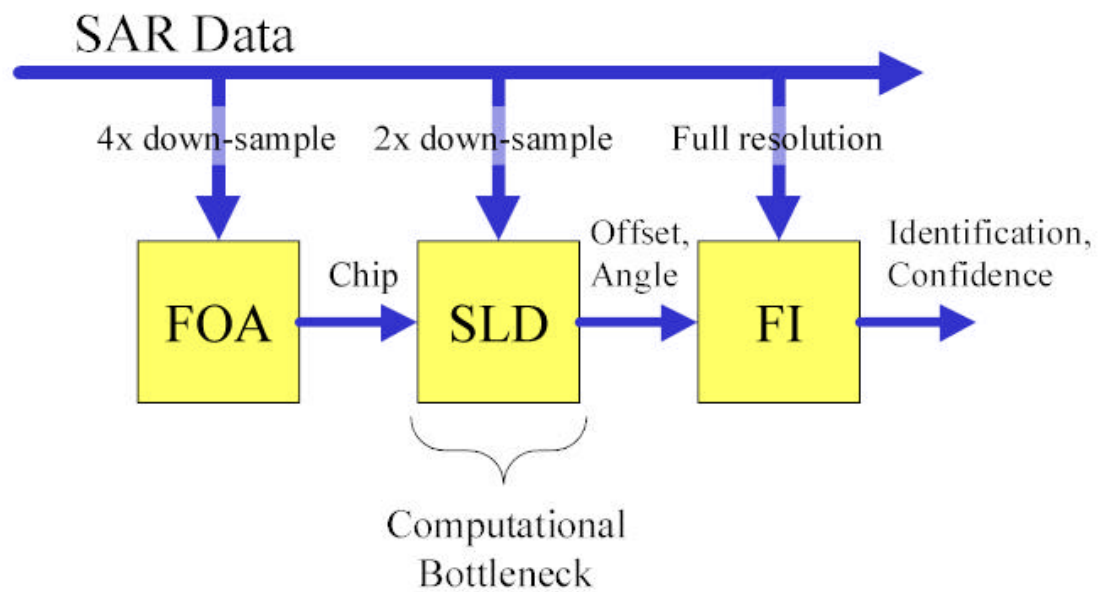 SAR Data
4x down-sample
2x down-sample
Full resolution
Offset,
Angle
Identification,
Confidence
Chip
FOA
SLD
FI
Computational
Bottleneck